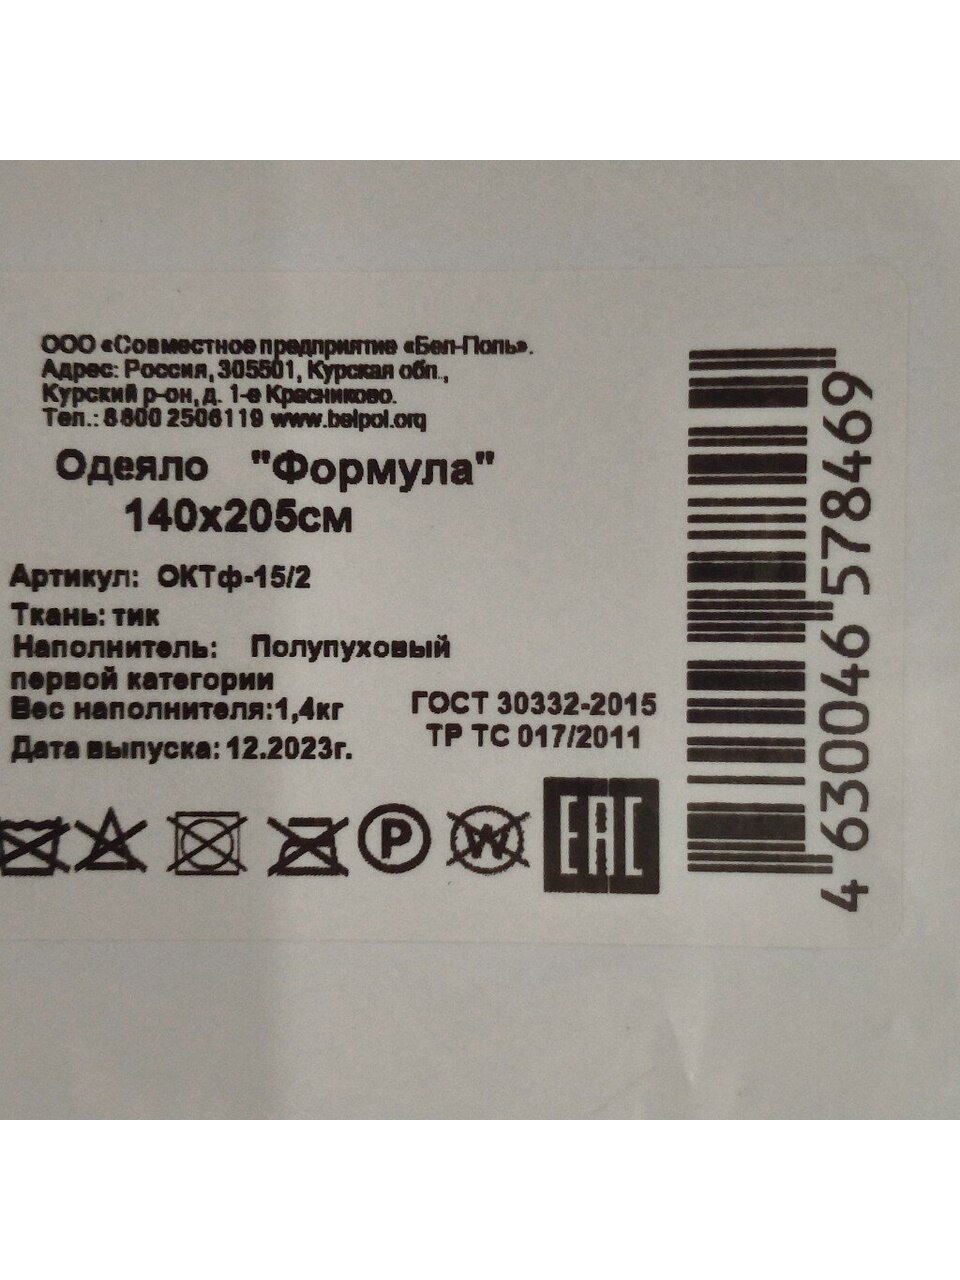 ООО «Совместное предприятие «Бел-Поль».
Адрес: Россия, 305501, Курская обл.,
Курский р-он, д. 1-е Красниково.
Тел.: 8 800 2506119 www.belpol.org
Одеяло "Формула"
140х205см
Артикул: ОКТф-15/2
Ткань: тик
Наполнитель: Полупуховый
первой категории
Вес наполнителя:1,4кг
Дата выпуска: 12.2023г.
ГОСТ 30332-2015
ТР ТС 017/2011
P
W
EAC
4 630046 578469